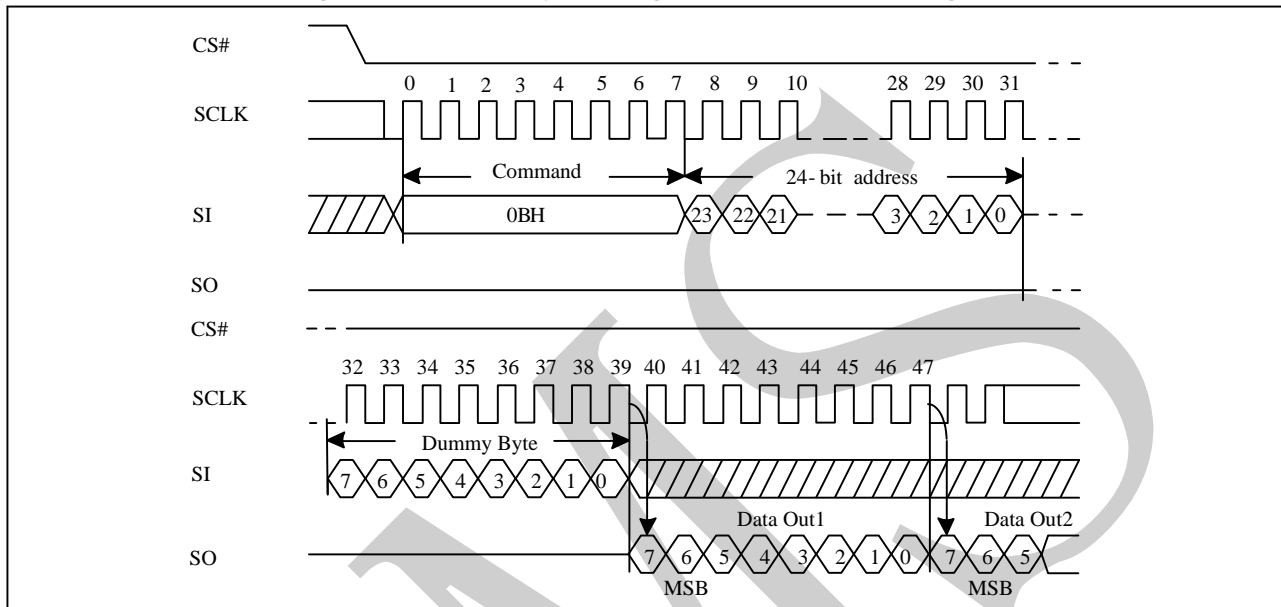 CS#
0 1 2 3 4 5 6 7 8 9 10 28 29 30 31
SCLK
Command 24- bit address
SI 0BH 23 22 21 3 2 1 0
SO
CS#
32 33 34 35 36 37 38 39 40 41 42 43 44 45 46 47
SCLK
Dummy Byte
SI 7 6 5 4 3 2 1 0
Data Out1 Data Out2
SO 7 6 5 4 3 2 1 0 7 6 5
MSB MSB